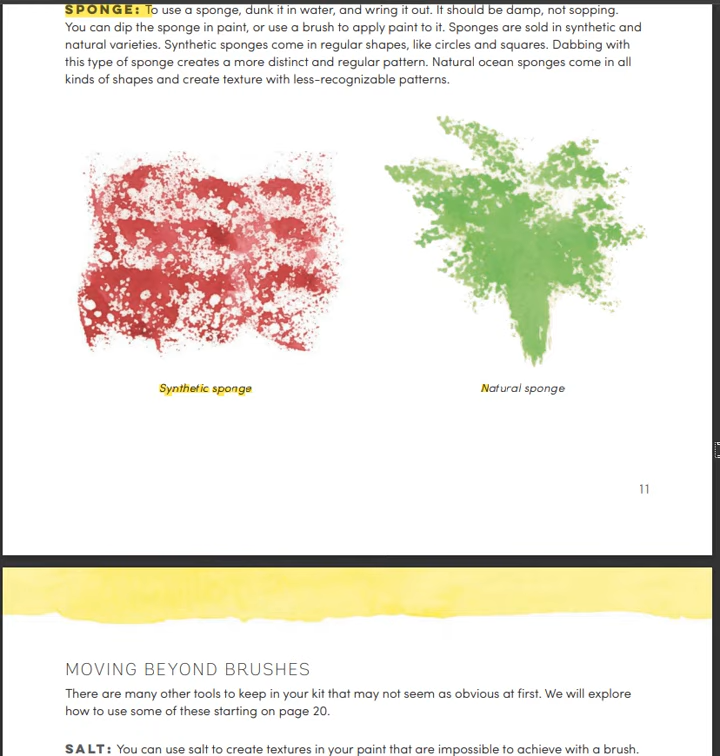 SPONGE: To use a sponge, dunk it in water, and wring it out. It should be damp, not sopping.
You can dip the sponge in paint, or use a brush to apply paint to it. Sponges are sold in synthetic and
natural varieties. Synthetic sponges come in regular shapes, like circles and squares. Dabbing with
this type of sponge creates a more distinct and regular pattern. Natural ocean sponges come in all
kinds of shapes and create texture with less-recognizable patterns.
Synthetic sponge
Natural sponge
11
MOVING BEYOND BRUSHES
There are many other tools to keep in your kit that may not seem as obvious at first. We will explore
how to use some of these starting on page 20.
SALT: You can use salt to create textures in your paint that are impossible to achieve with a brush.